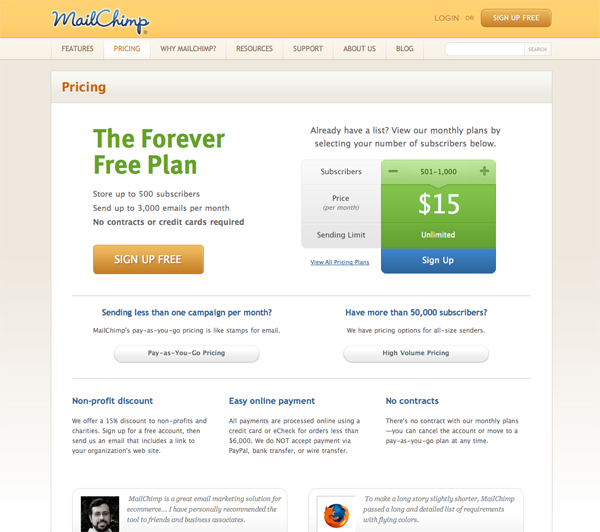 MailChimp
LOGIN OR SIGN UP FREE
FEATURES PRICING WHY MAILCHIMP? RESOURCES SUPPORT ABOUT US BLOG SEARCH
Pricing
The Forever
Free Plan
Store up to 500 subscribers
Send up to 3,000 emails per month
No contracts or credit cards required
SIGN UP FREE
Already have a list? View our monthly plans by
selecting your number of subscribers below.
Subscribers − 501-1,000 +
Price
(per month)
$15
Sending Limit Unlimited
View All Pricing Plans
Sign Up
Sending less than one campaign per month?
MailChimp's pay-as-you-go pricing is like stamps for email.
Pay-as-You-Go Pricing
Have more than 50,000 subscribers?
We have pricing options for all-size senders.
High Volume Pricing
Non-profit discount
We offer a 15% discount to non-profits and
charities. Sign up for a free account, then
send us an email that includes a link to
your organization's web site.
Easy online payment
All payments are processed online using a
credit card or eCheck for orders less than
$6,000. We do NOT accept payment via
PayPal, bank transfer, or wire transfer.
No contracts
There's no contract with our monthly plans
—you can cancel the account or move to a
pay-as-you-go plan at any time.
MailChimp is a great email marketing solution for
ecommerce... I have personally recommended the
tool to friends and business associates.
To make a long story slightly shorter, MailChimp
passed a long and detailed list of requirements
with flying colors.